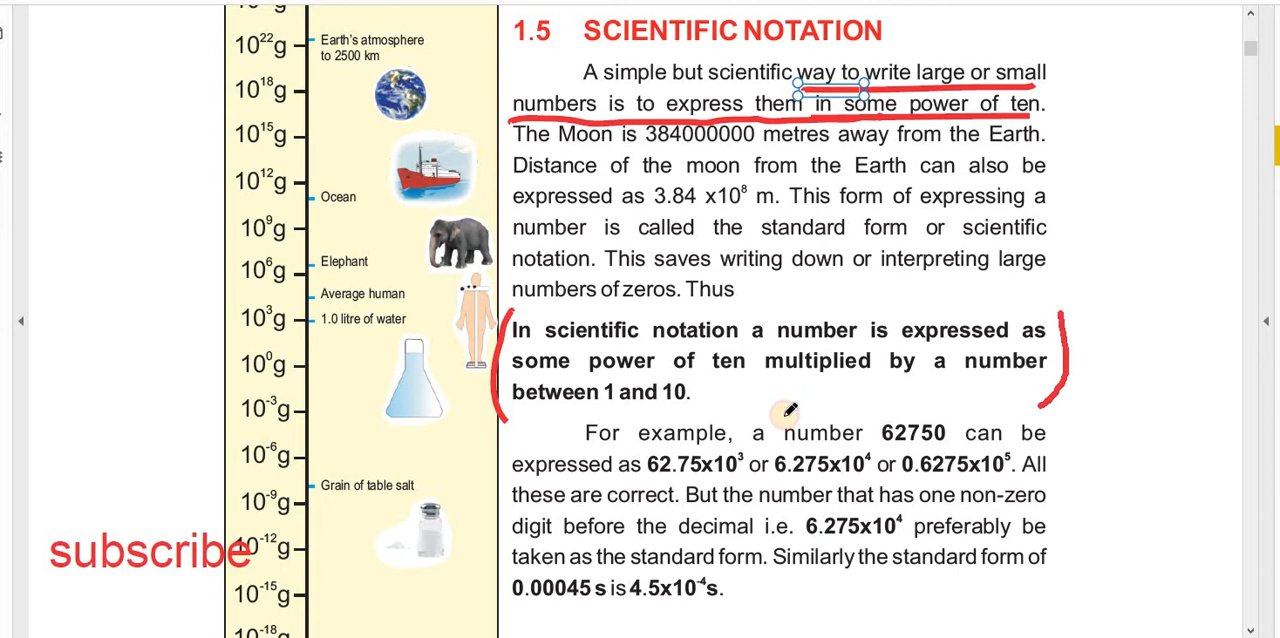 10²²g
Earth's atmosphere
to 2500 km
10¹⁸g
10¹⁵g
10¹²g
Ocean
10⁹g
Elephant
10⁶g
Average human
10³g
1.0 litre of water
10⁰g
10⁻³g
10⁻⁶g
Grain of table salt
10⁻⁹g
10⁻¹²g
10⁻¹⁵g
10⁻¹⁸g
subscribe
1.5 SCIENTIFIC NOTATION
A simple but scientific way to write large or small
numbers is to express them in some power of ten.
The Moon is 384000000 metres away from the Earth.
Distance of the moon from the Earth can also be
expressed as 3.84 x10⁸ m. This form of expressing a
number is called the standard form or scientific
notation. This saves writing down or interpreting large
numbers of zeros. Thus
In scientific notation a number is expressed as
some power of ten multiplied by a number
between 1 and 10.
For example, a number 62750 can be
expressed as 62.75x10³ or 6.275x10⁴ or 0.6275x10⁵. All
these are correct. But the number that has one non-zero
digit before the decimal i.e. 6.275x10⁴ preferably be
taken as the standard form. Similarly the standard form of
0.00045 s is 4.5x10⁻⁴s.